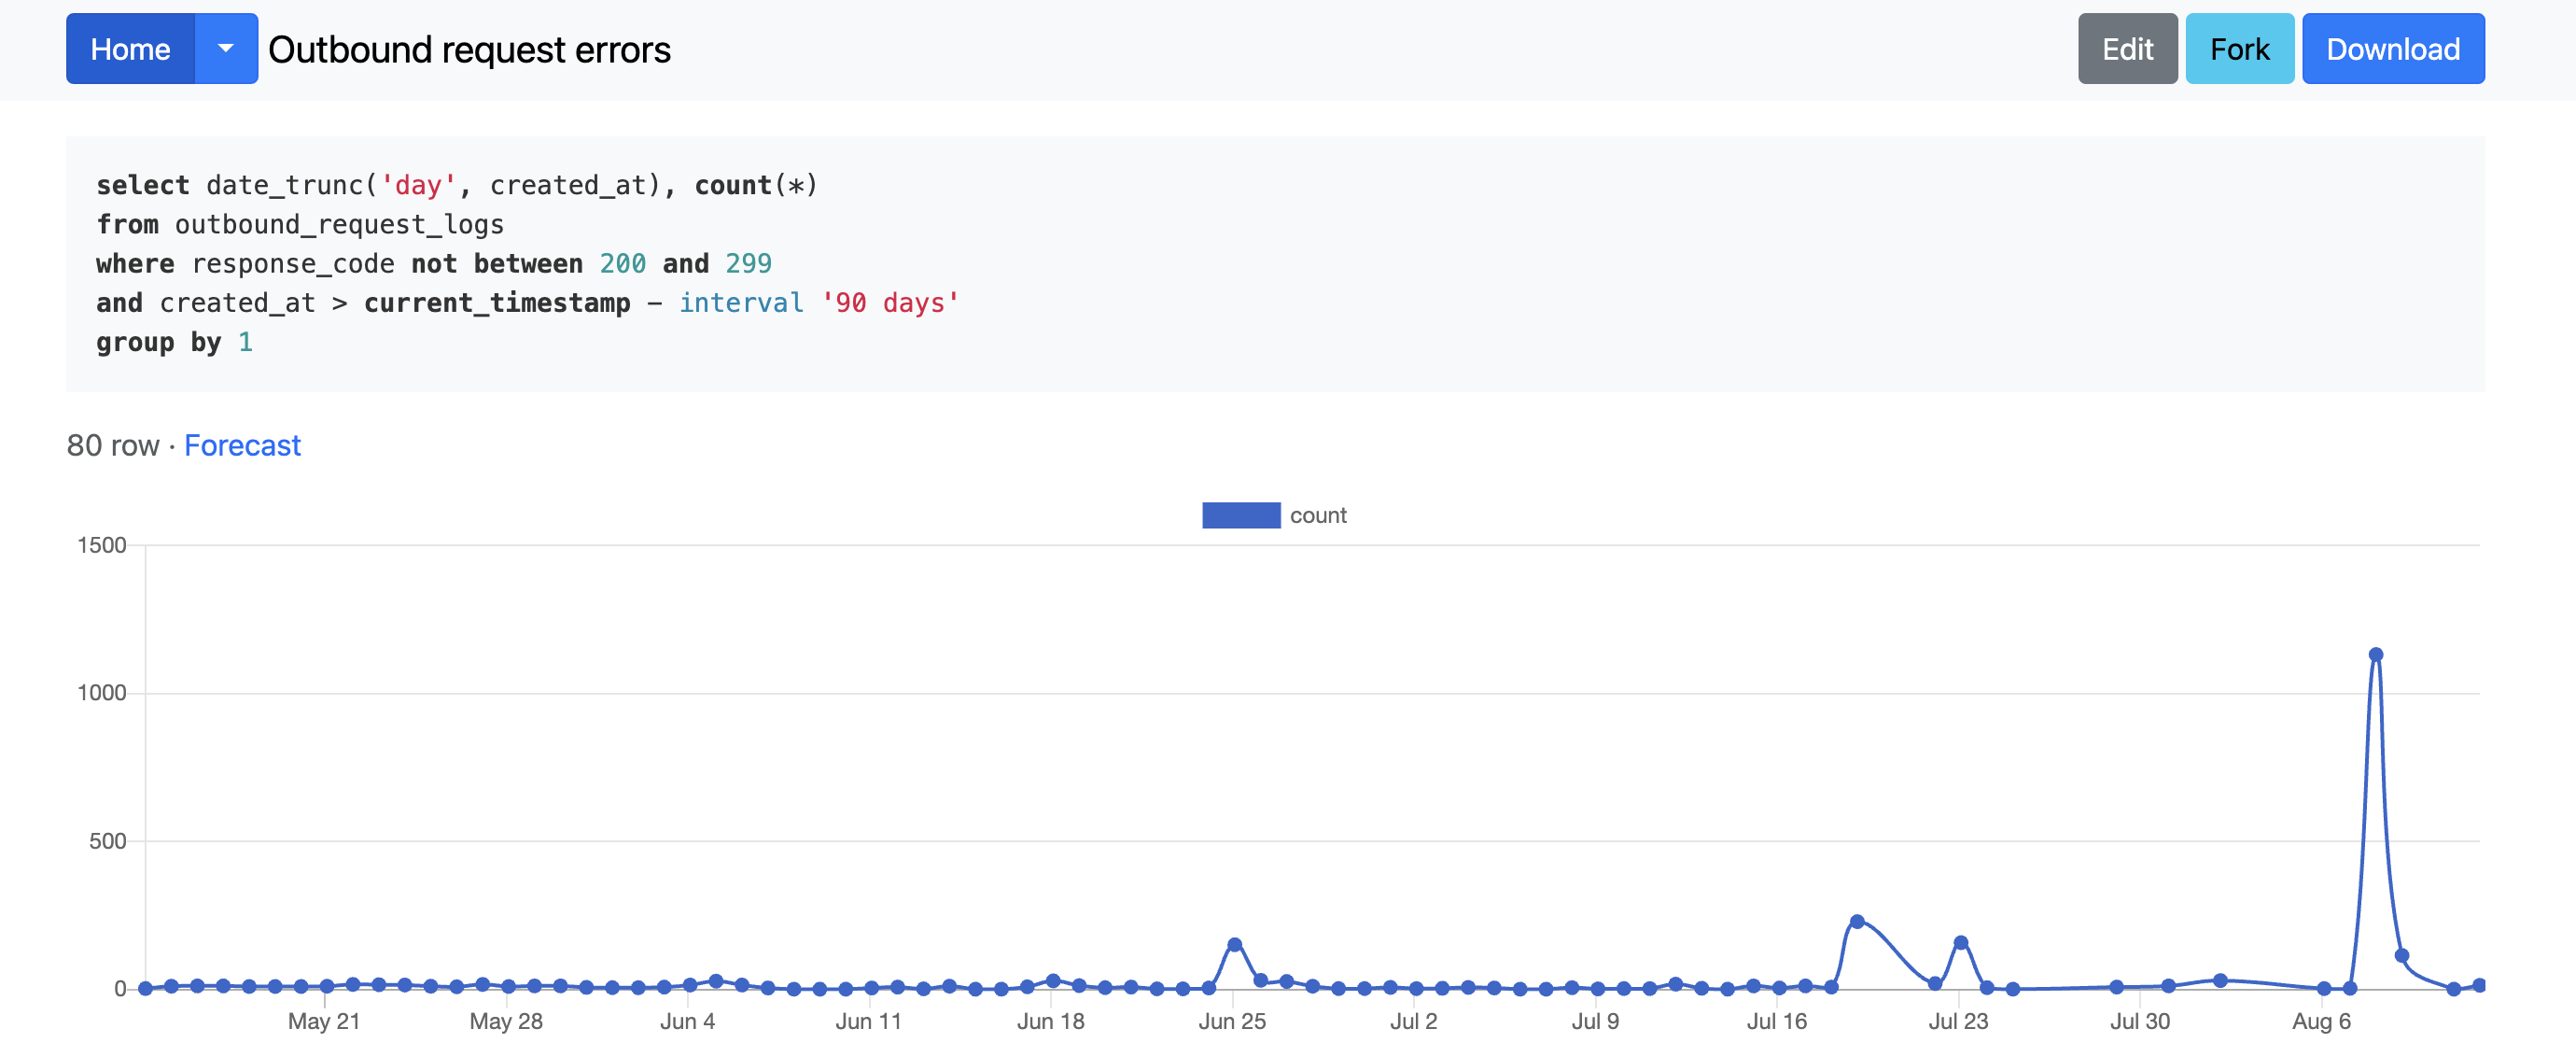 Home Outbound request errors Edit Fork Download
select date_trunc('day', created_at), count(*)
from outbound_request_logs
where response_code not between 200 and 299
and created_at > current_timestamp - interval '90 days'
group by 1
80 row · Forecast
count
1500
1000
500
0
May 21 May 28 Jun 4 Jun 11 Jun 18 Jun 25 Jul 2 Jul 9 Jul 16 Jul 23 Jul 30 Aug 6